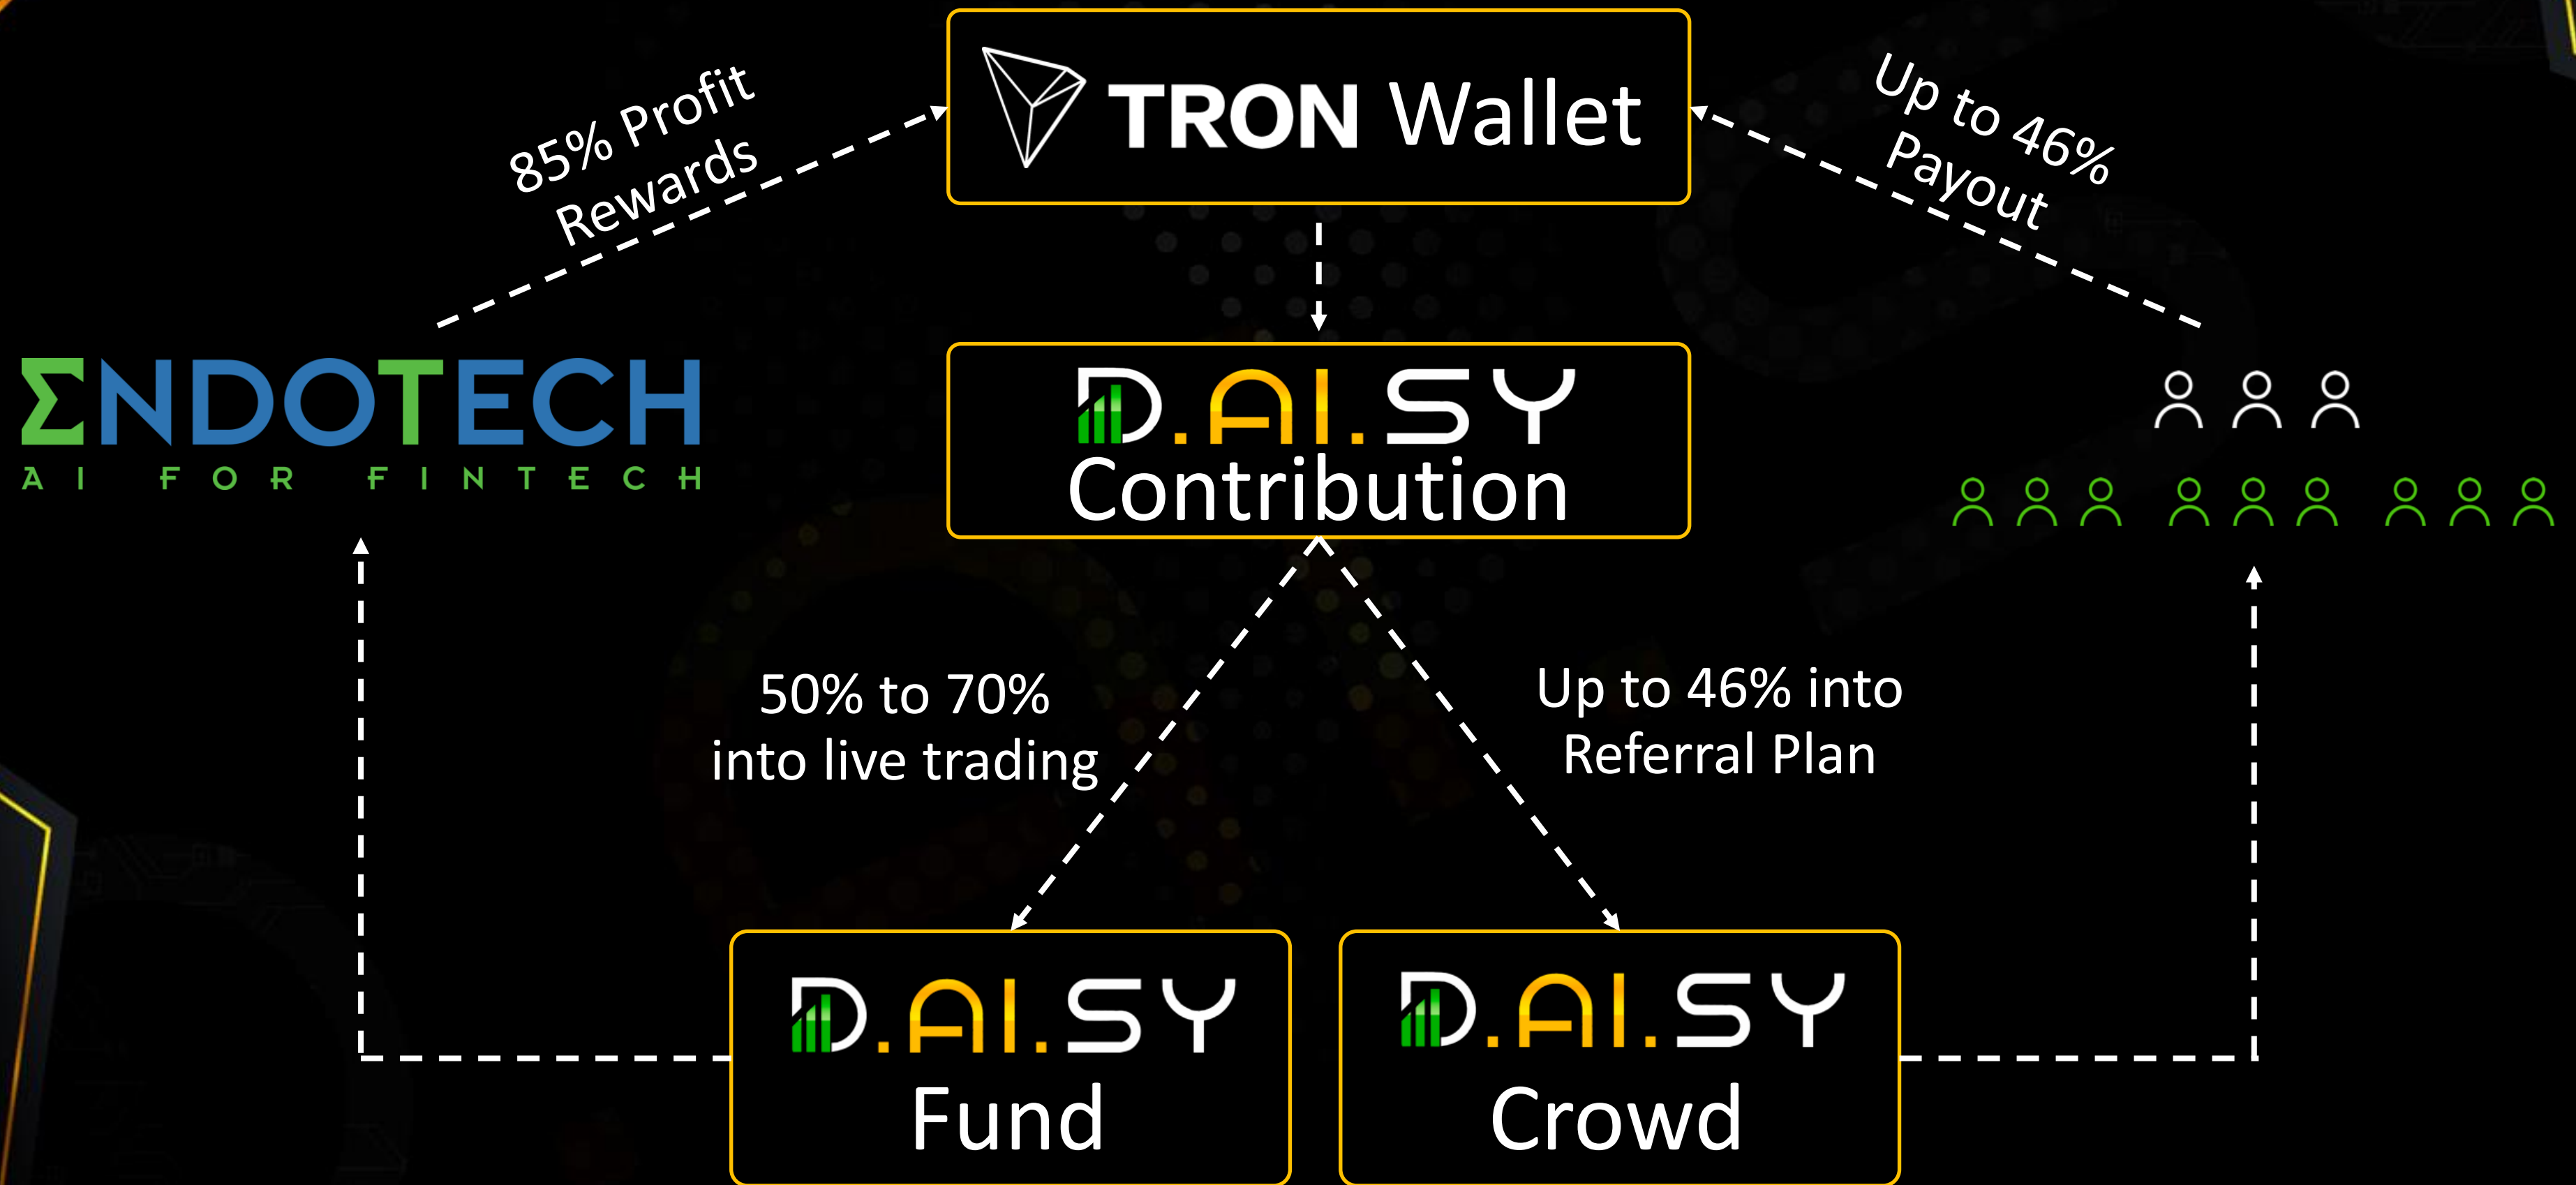 TRON Wallet
85% Profit
Rewards
Up to 46%
Payout
ΣNDOTECH
AI FOR FINTECH
D.AI.SY
Contribution
50% to 70%
into live trading
Up to 46% into
Referral Plan
D.AI.SY
Fund
D.AI.SY
Crowd